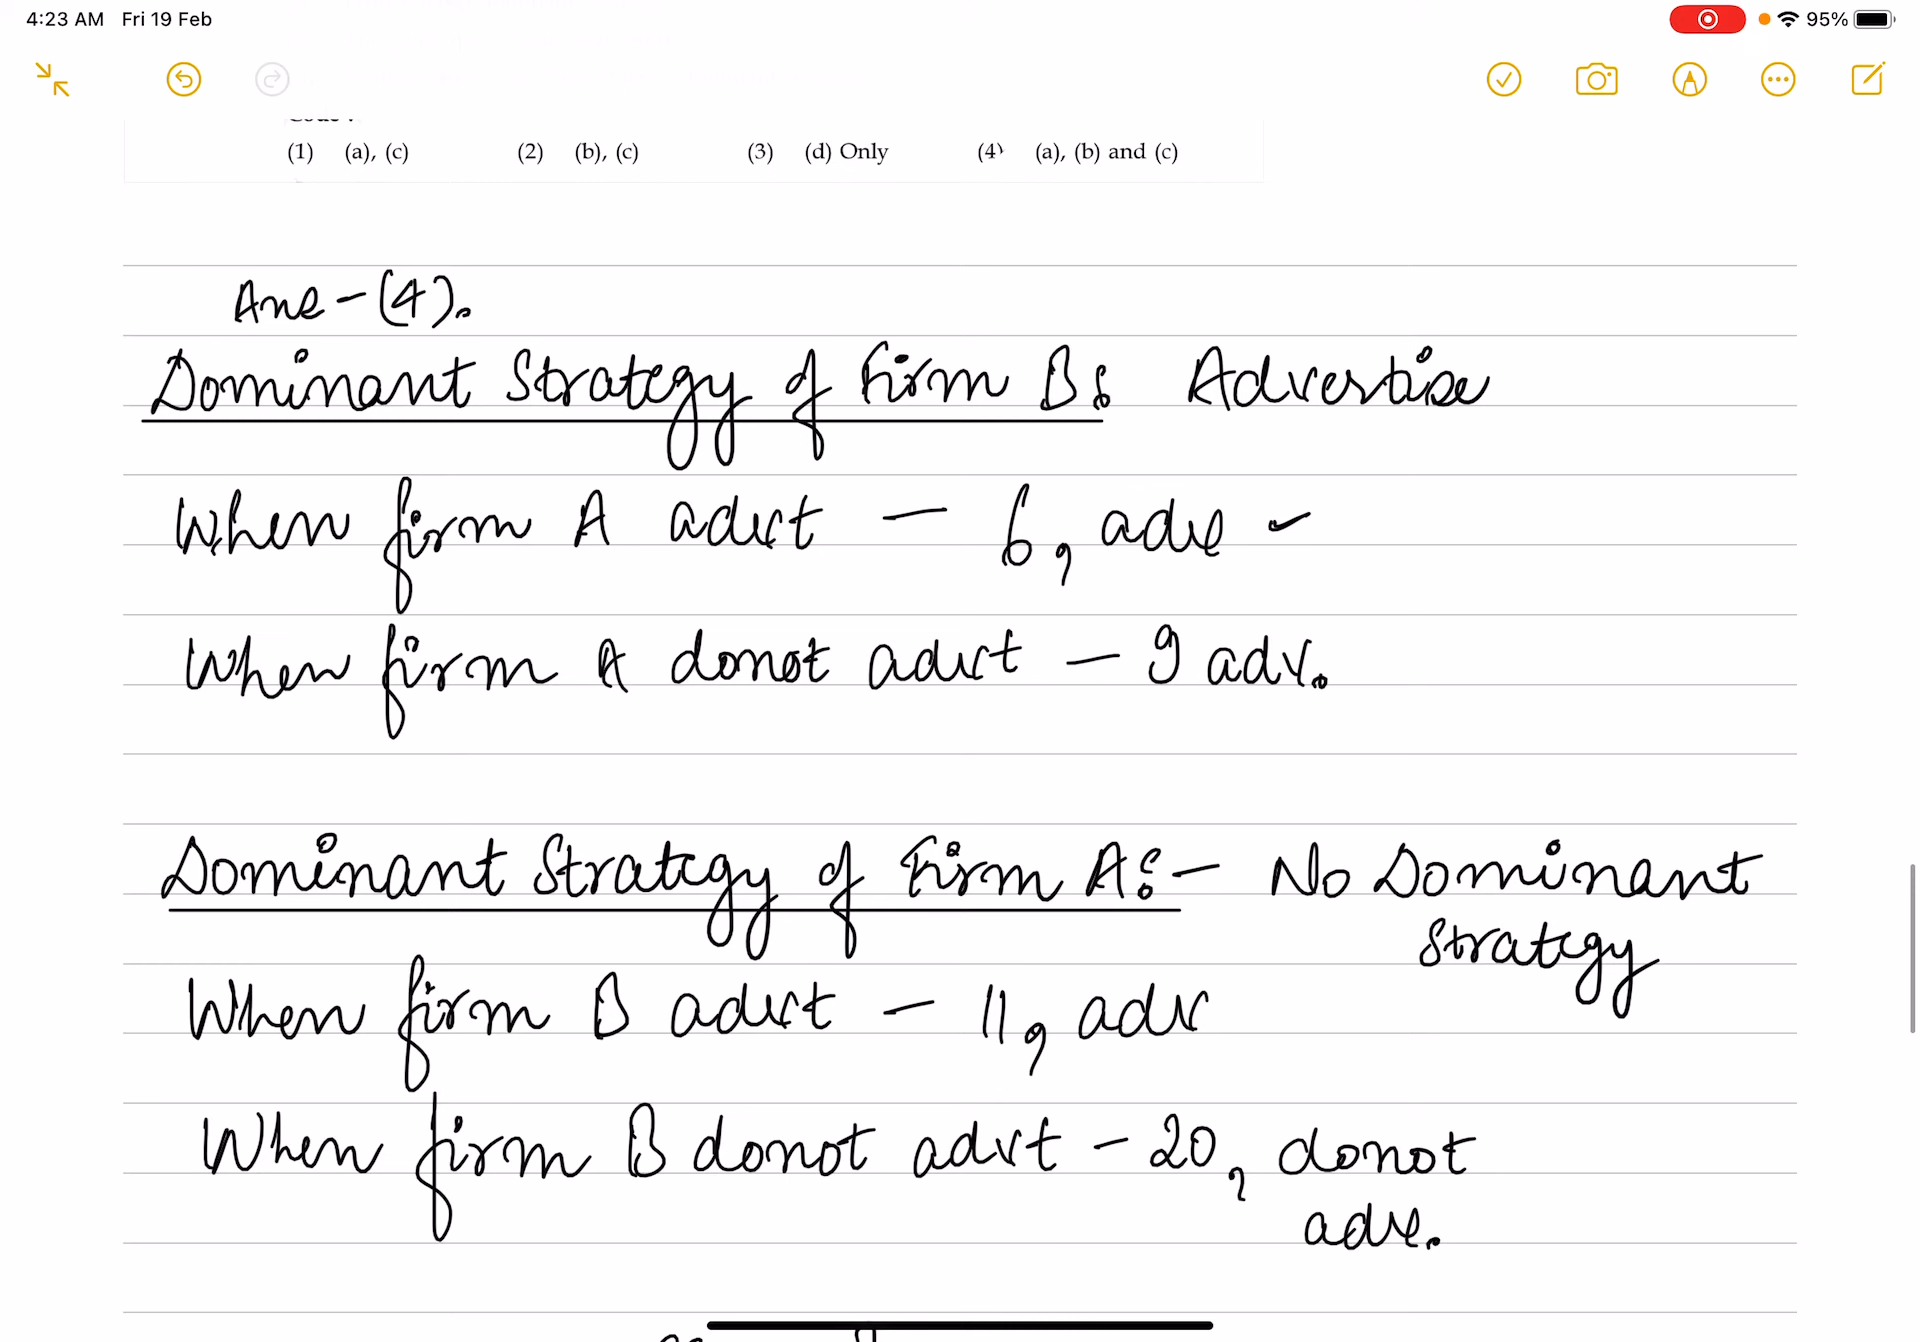 4:23 AM Fri 19 Feb 95%
(1) (a), (c) (2) (b), (c) (3) (d) Only (4) (a), (b) and (c)
Ans - (4).
Dominant Strategy of Firm B: Advertise
When firm A advt - 6, adv
When firm A donot advt - 9 adv.
Dominant Strategy of Firm A:- No Dominant
Strategy
When firm B advt - 11, adv
When firm B donot advt - 20, donot
adv.